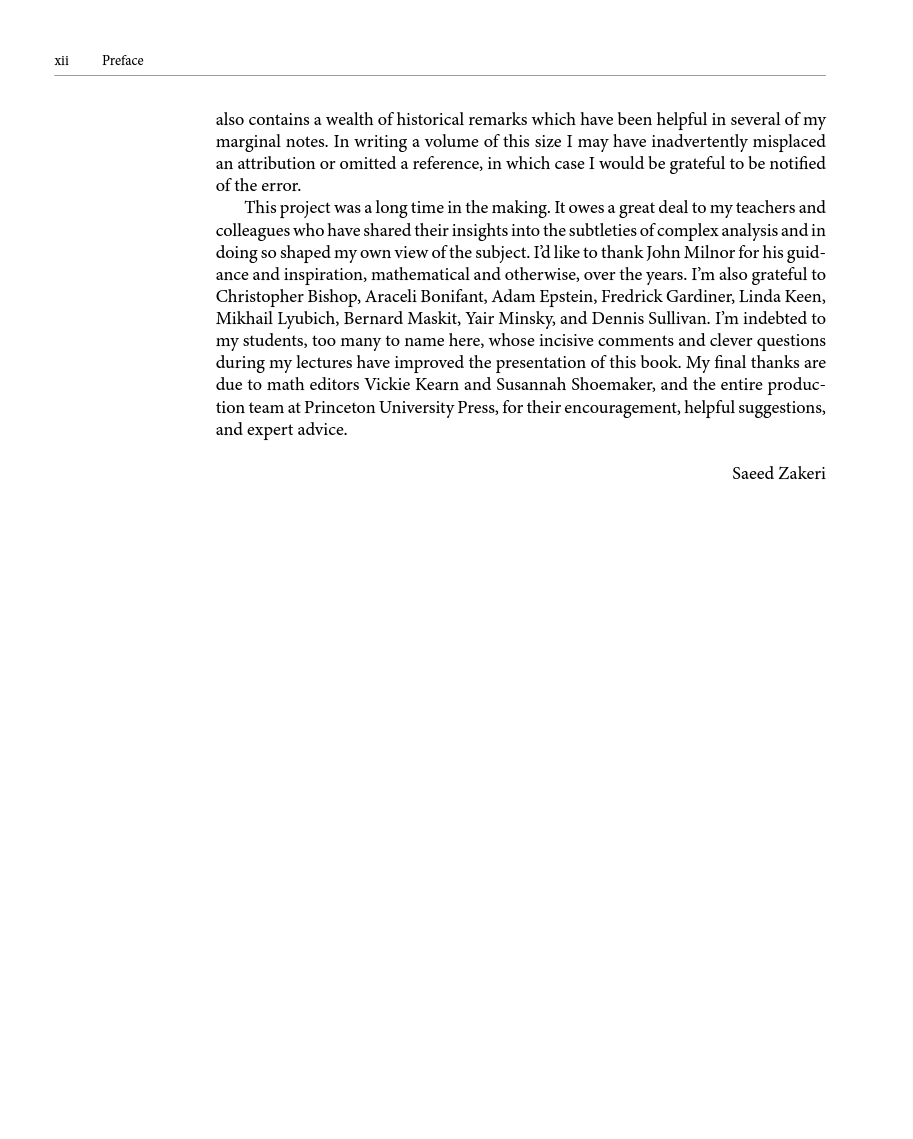 xii Preface
also contains a wealth of historical remarks which have been helpful in several of my
marginal notes. In writing a volume of this size I may have inadvertently misplaced
an attribution or omitted a reference, in which case I would be grateful to be notified
of the error.
This project was a long time in the making. It owes a great deal to my teachers and
colleagues who have shared their insights into the subtleties of complex analysis and in
doing so shaped my own view of the subject. I’d like to thank John Milnor for his guid-
ance and inspiration, mathematical and otherwise, over the years. I’m also grateful to
Christopher Bishop, Araceli Bonifant, Adam Epstein, Fredrick Gardiner, Linda Keen,
Mikhail Lyubich, Bernard Maskit, Yair Minsky, and Dennis Sullivan. I’m indebted to
my students, too many to name here, whose incisive comments and clever questions
during my lectures have improved the presentation of this book. My final thanks are
due to math editors Vickie Kearn and Susannah Shoemaker, and the entire produc-
tion team at Princeton University Press, for their encouragement, helpful suggestions,
and expert advice.
Saeed Zakeri